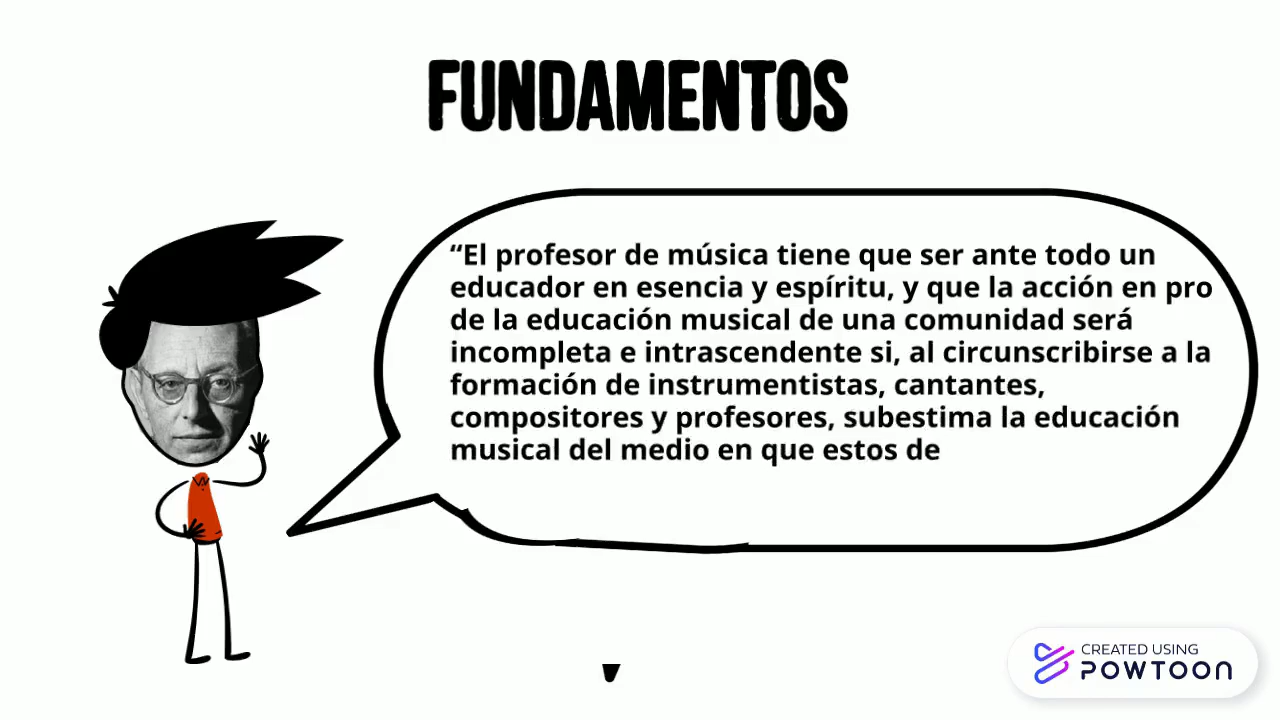 FUNDAMENTOS
“El profesor de música tiene que ser ante todo un
educador en esencia y espíritu, y que la acción en pro
de la educación musical de una comunidad será
incompleta e intrascendente si, al circunscribirse a la
formación de instrumentistas, cantantes,
compositores y profesores, subestima la educación
musical del medio en que estos de
CREATED USING
POWTOON